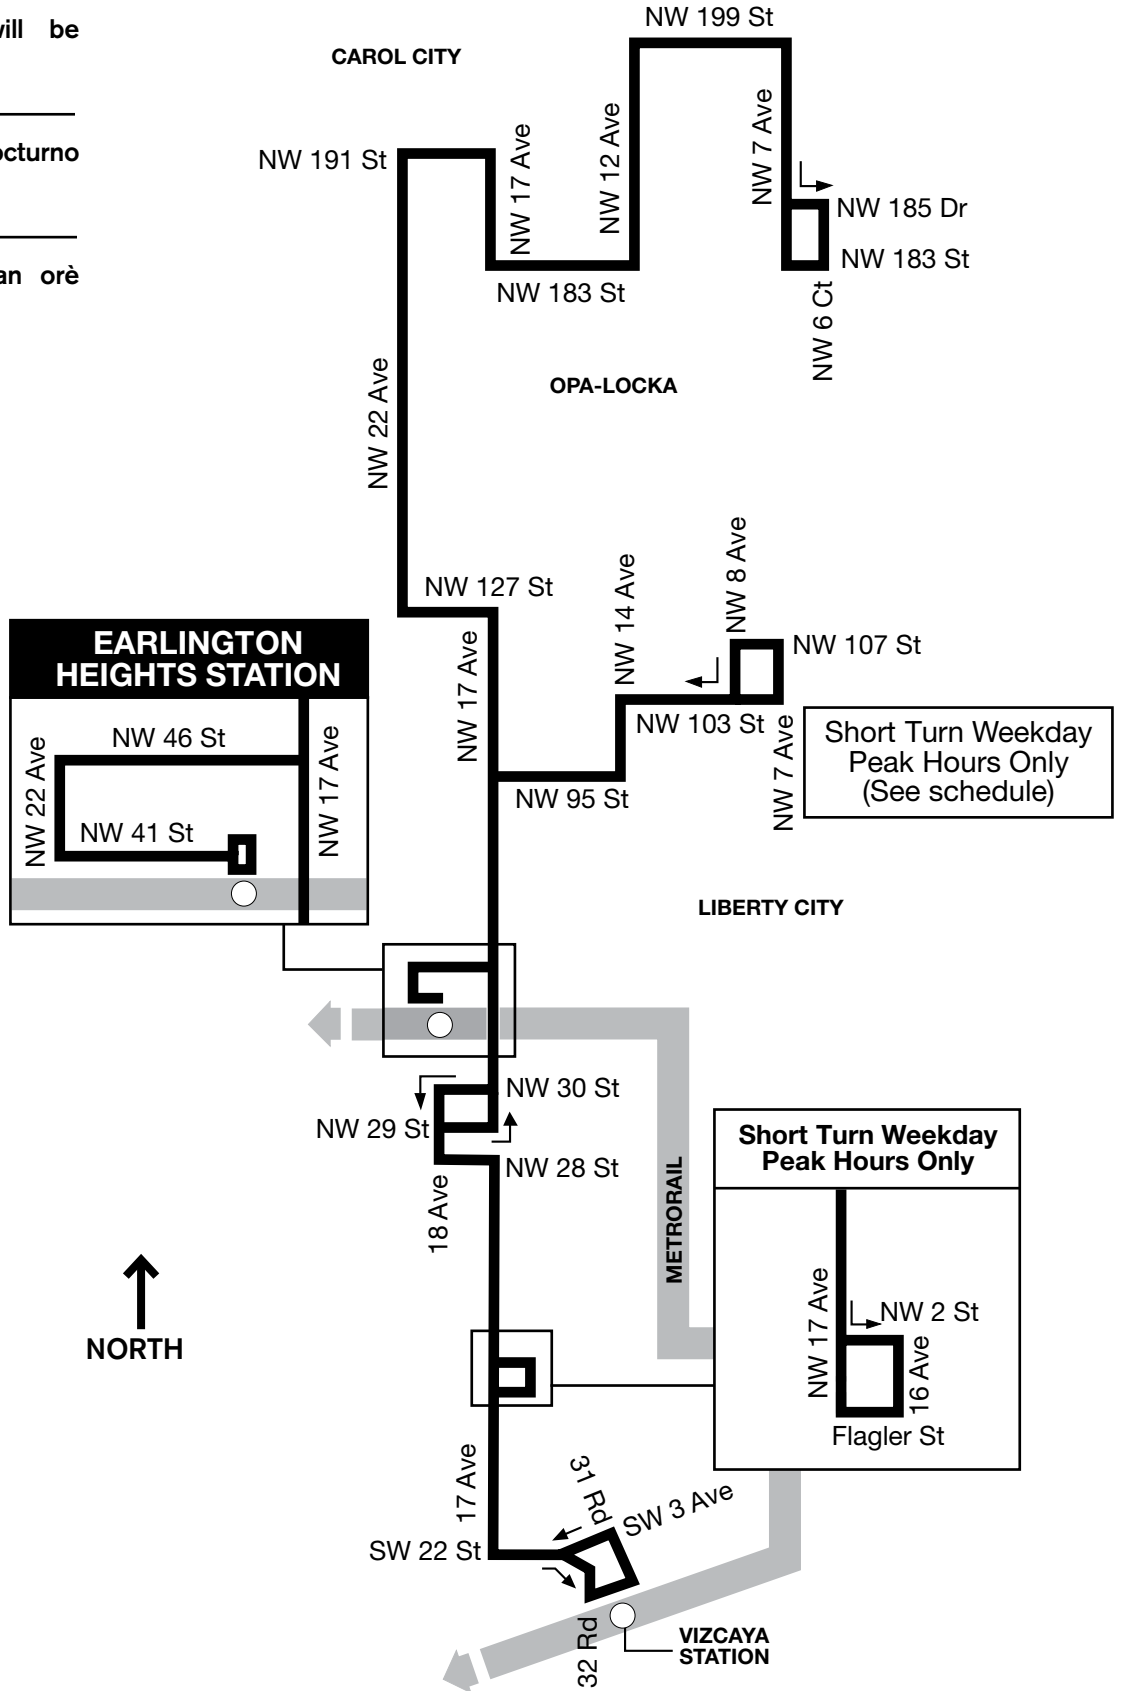 will be
nocturno
an orè
NW 199 St
CAROL CITY
NW 191 St
NW 17 Ave
NW 12 Ave
NW 7 Ave
NW 185 Dr
NW 183 St
NW 183 St
NW 6 Ct
NW 22 Ave
OPA-LOCKA
NW 127 St
NW 17 Ave
NW 14 Ave
NW 8 Ave
NW 107 St
NW 103 St
NW 7 Ave
NW 95 St
Short Turn Weekday
Peak Hours Only
(See schedule)
EARLINGTON
HEIGHTS STATION
NW 46 St
NW 22 Ave
NW 17 Ave
NW 41 St
LIBERTY CITY
NW 30 St
NW 29 St
NW 28 St
18 Ave
METRORAIL
Short Turn Weekday
Peak Hours Only
NW 17 Ave
NW 2 St
16 Ave
Flagler St
NORTH
17 Ave
31 Rd
SW 3 Ave
SW 22 St
32 Rd
VIZCAYA
STATION